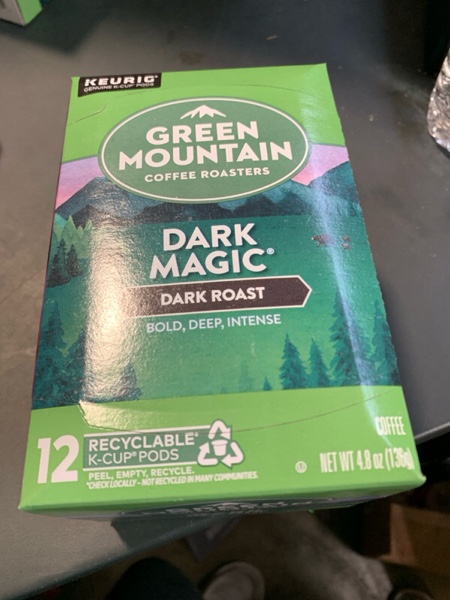 KEURIG®
GENUINE K-CUP® PODS
GREEN
MOUNTAIN
COFFEE ROASTERS
DARK
MAGIC®
DARK ROAST
BOLD, DEEP, INTENSE
12 RECYCLABLE*
K-CUP® PODS
PEEL, EMPTY, RECYCLE.
*CHECK LOCALLY – NOT RECYCLED IN MANY COMMUNITIES.
COFFEE
NET WT 4.8 oz (136g)